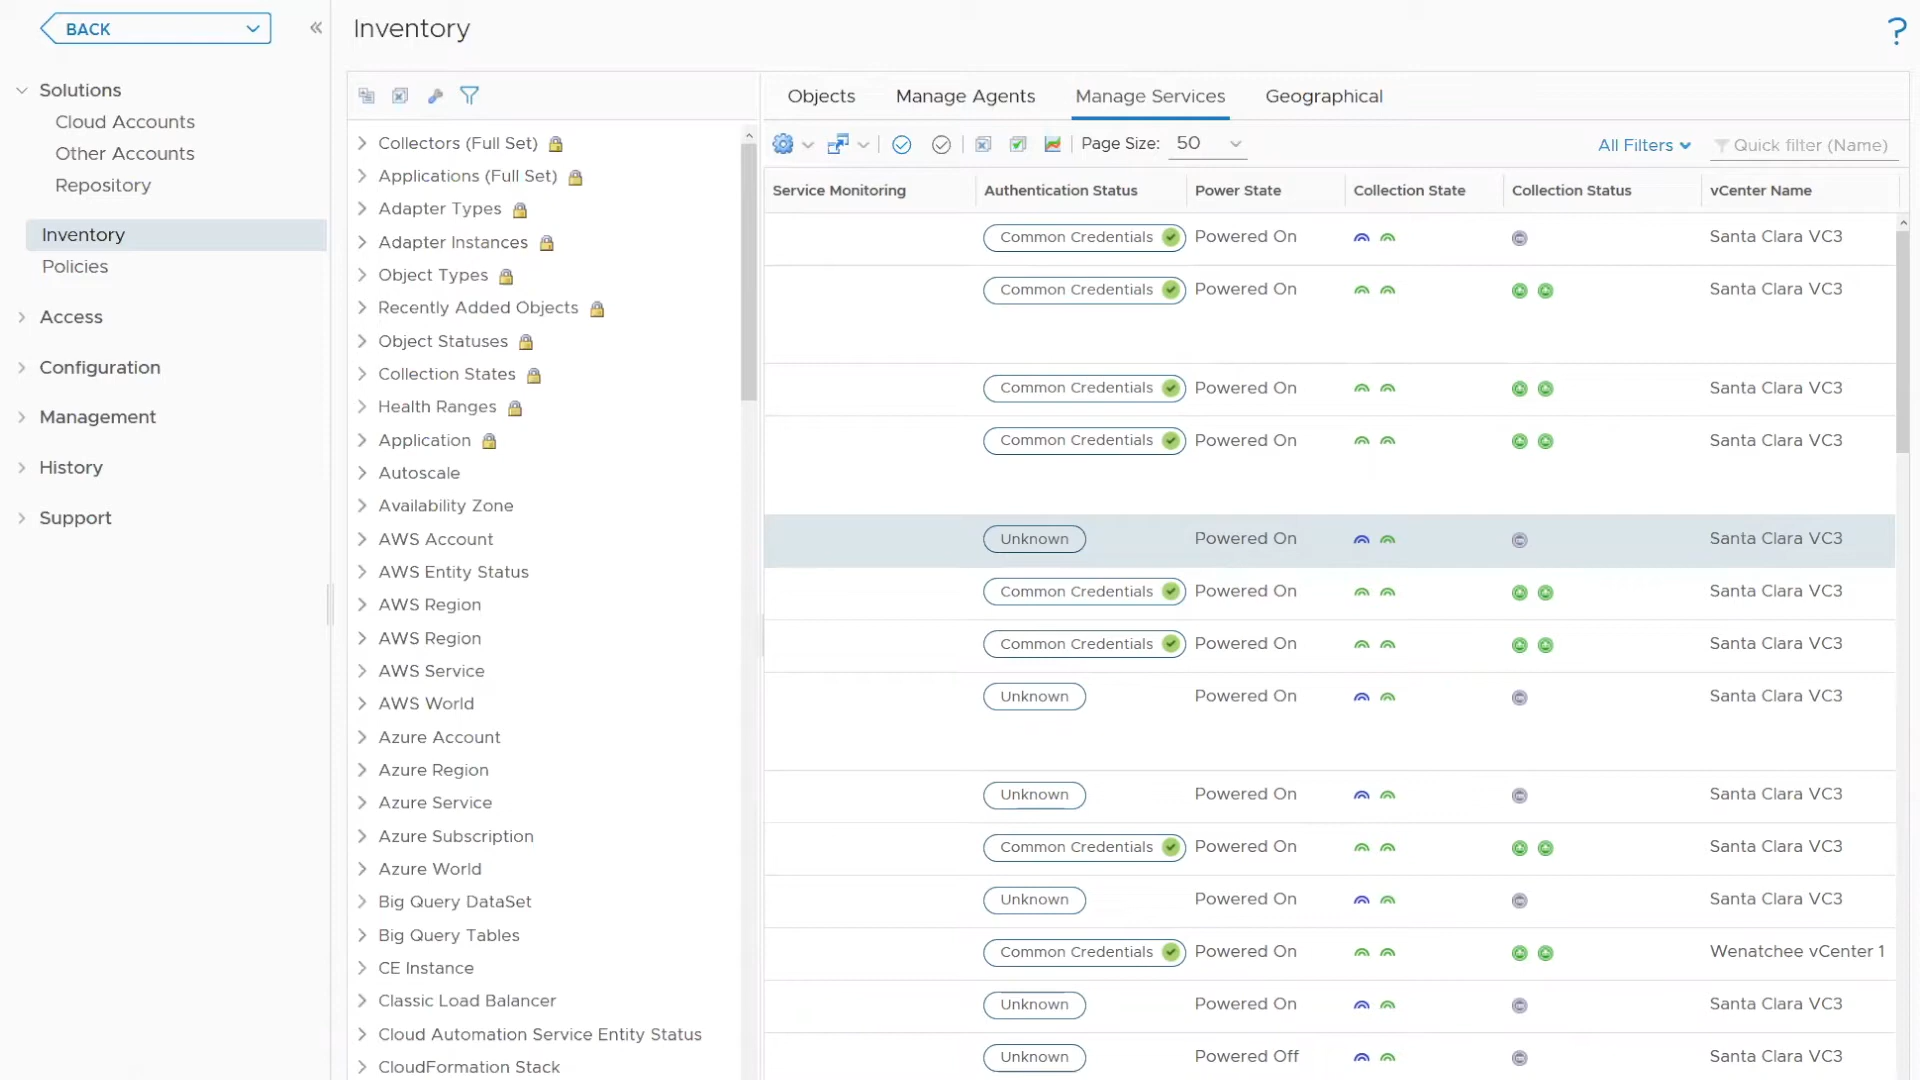 BACK
Solutions
Cloud Accounts
Other Accounts
Repository
Inventory
Policies
Access
Configuration
Management
History
Support
Inventory
?
Collectors (Full Set)
Applications (Full Set)
Adapter Types
Adapter Instances
Object Types
Recently Added Objects
Object Statuses
Collection States
Health Ranges
Application
Autoscale
Availability Zone
AWS Account
AWS Entity Status
AWS Region
AWS Region
AWS Service
AWS World
Azure Account
Azure Region
Azure Service
Azure Subscription
Azure World
Big Query DataSet
Big Query Tables
CE Instance
Classic Load Balancer
Cloud Automation Service Entity Status
CloudFormation Stack
Objects Manage Agents Manage Services Geographical
Page Size: 50 All Filters Quick filter (Name)
Service Monitoring Authentication Status Power State Collection State Collection Status vCenter Name
Common Credentials Powered On Santa Clara VC3
Common Credentials Powered On Santa Clara VC3
Common Credentials Powered On Santa Clara VC3
Common Credentials Powered On Santa Clara VC3
Unknown Powered On Santa Clara VC3
Common Credentials Powered On Santa Clara VC3
Common Credentials Powered On Santa Clara VC3
Unknown Powered On Santa Clara VC3
Unknown Powered On Santa Clara VC3
Common Credentials Powered On Santa Clara VC3
Unknown Powered On Santa Clara VC3
Common Credentials Powered On Wenatchee vCenter 1
Unknown Powered On Santa Clara VC3
Unknown Powered Off Santa Clara VC3